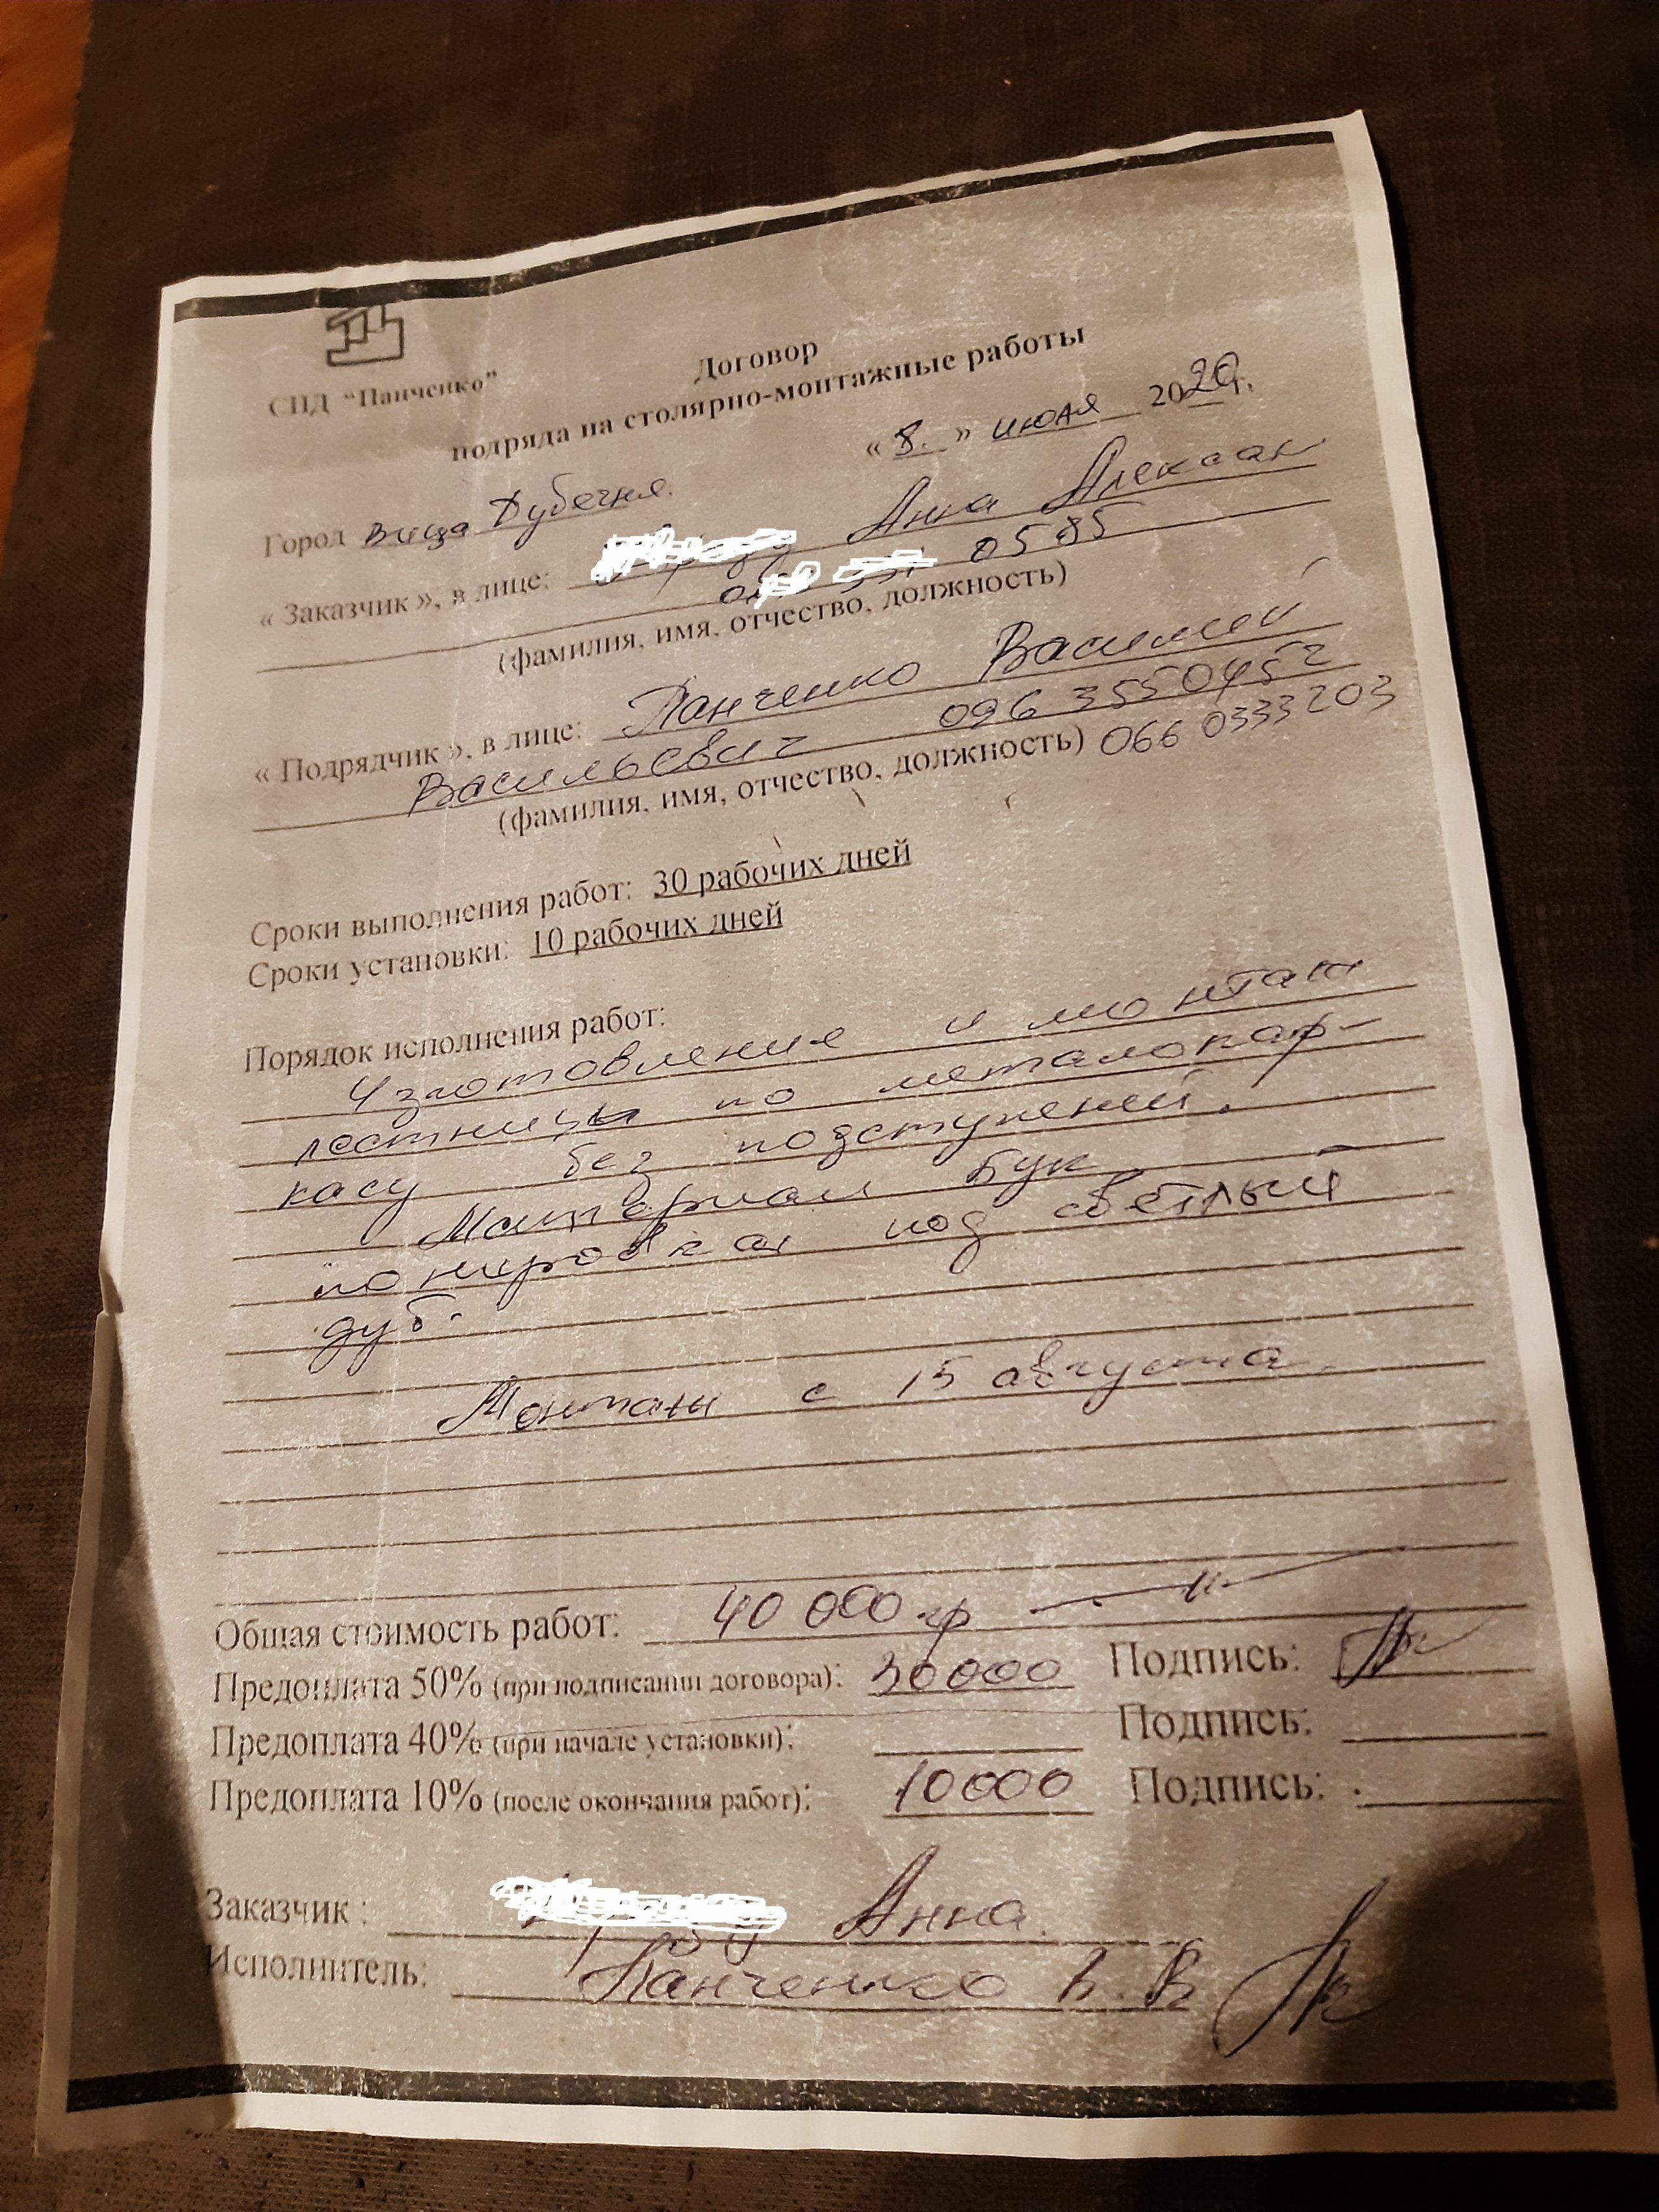 СПД "Панченко"
Договор
подряда на столярно-монтажные работы
« 8. » июля 2020г.
Город Вища Дубечня.
« Заказчик », в лице: Анна Алексан
0585
(фамилия, имя, отчество, должность)
« Подрядчик », в лице: Панченко Василий
Васильевич 096 3550452
(фамилия, имя, отчество, должность) 066 0333203
Сроки выполнения работ: 30 рабочих дней
Сроки установки: 10 рабочих дней
Порядок исполнения работ:
Изготовление и монтаж
лестницы по металокар-
касу без подступеней.
Материал Бук
тонировка под светлый
дуб.
Монтаж с 15 августа.
Общая стоимость работ: 40 000 гр
Предоплата 50% (при подписании договора): 30000 Подпись:
Предоплата 40% (при начале установки): Подпись:
Предоплата 10% (после окончания работ): 10000 Подпись:
Заказчик : Анна.
Исполнитель: Панченко В. В